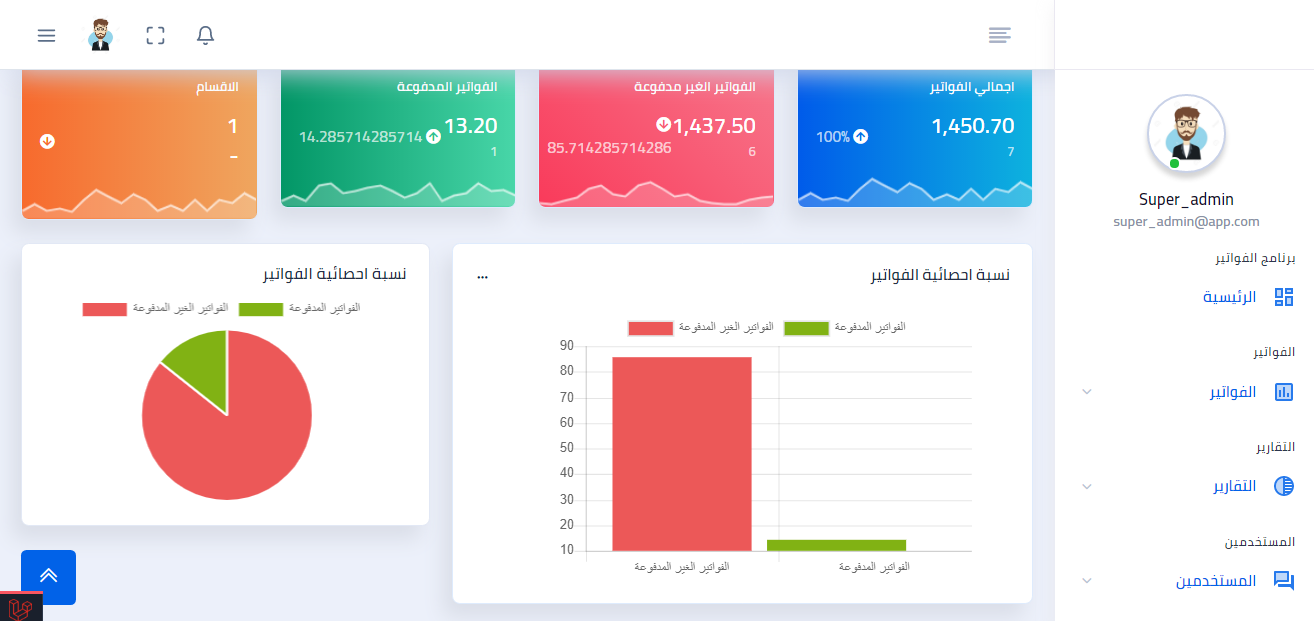 Super_admin
super_admin@app.com
برنامج الفواتير
الرئيسية
الفواتير
الفواتير
التقارير
التقارير
المستخدمين
المستخدمين
اجمالي الفواتير
1,450.70
100%
7
الفواتير الغير مدفوعة
1,437.50
85.714285714286
6
الفواتير المدفوعة
13.20
14.285714285714
1
الاقسام
1
–
نسبة احصائية الفواتير
...
الفواتير المدفوعة
الفواتير الغير المدفوعة
90
80
70
60
50
40
30
20
10
الفواتير المدفوعة
الفواتير الغير المدفوعة
نسبة احصائية الفواتير
الفواتير المدفوعة
الفواتير الغير المدفوعة